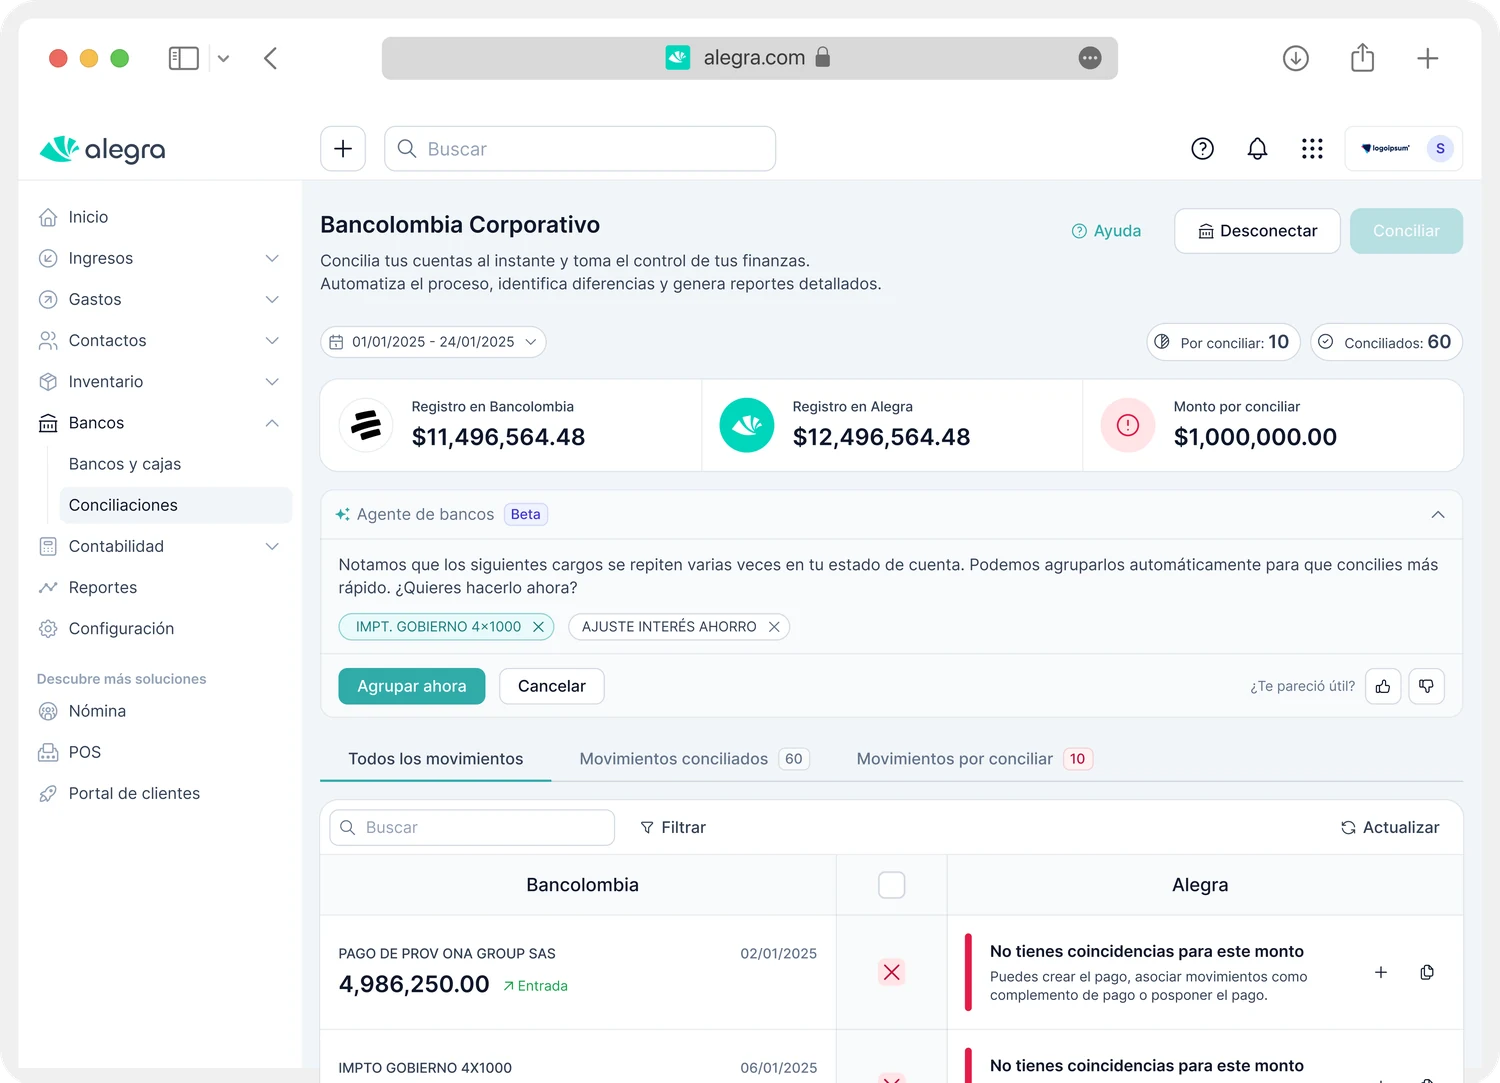 alegra.com
alegra
Buscar
logoipsum
S
Inicio
Ingresos
Gastos
Contactos
Inventario
Bancos
Bancos y cajas
Conciliaciones
Contabilidad
Reportes
Configuración
Descubre más soluciones
Nómina
POS
Portal de clientes
Bancolombia Corporativo
Concilia tus cuentas al instante y toma el control de tus finanzas.
Automatiza el proceso, identifica diferencias y genera reportes detallados.
Ayuda
Desconectar
Conciliar
01/01/2025 - 24/01/2025
Por conciliar: 10
Conciliados: 60
Registro en Bancolombia
$11,496,564.48
Registro en Alegra
$12,496,564.48
Monto por conciliar
$1,000,000.00
Agente de bancos Beta
Notamos que los siguientes cargos se repiten varias veces en tu estado de cuenta. Podemos agruparlos automáticamente para que concilies más
rápido. ¿Quieres hacerlo ahora?
IMPT. GOBIERNO 4×1000
AJUSTE INTERÉS AHORRO
Agrupar ahora
Cancelar
¿Te pareció útil?
Todos los movimientos
Movimientos conciliados 60
Movimientos por conciliar 10
Buscar
Filtrar
Actualizar
Bancolombia
Alegra
PAGO DE PROV ONA GROUP SAS
02/01/2025
4,986,250.00
Entrada
No tienes coincidencias para este monto
Puedes crear el pago, asociar movimientos como
complemento de pago o posponer el pago.
IMPTO GOBIERNO 4X1000
06/01/2025
No tienes coincidencias para este monto